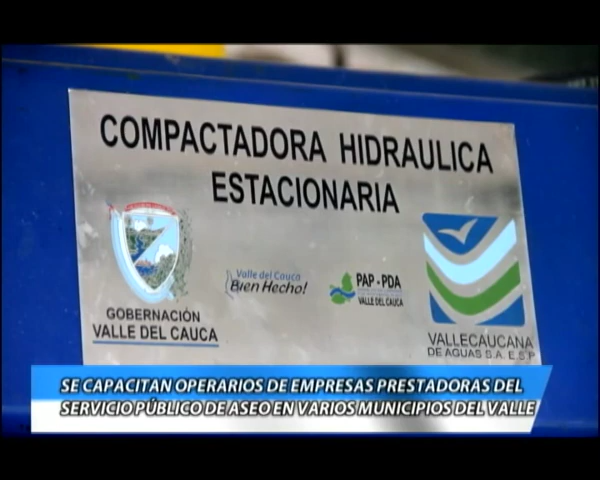 COMPACTADORA HIDRAULICA
ESTACIONARIA
GOBERNACIÓN
VALLE DEL CAUCA
Valle del Cauca
Bien Hecho!
PAP - PDA
VALLE DEL CAUCA
VALLECAUCANA
DE AGUAS S.A. E.S.P
SE CAPACITAN OPERARIOS DE EMPRESAS PRESTADORAS DEL
SERVICIO PÚBLICO DE ASEO EN VARIOS MUNICIPIOS DEL VALLE